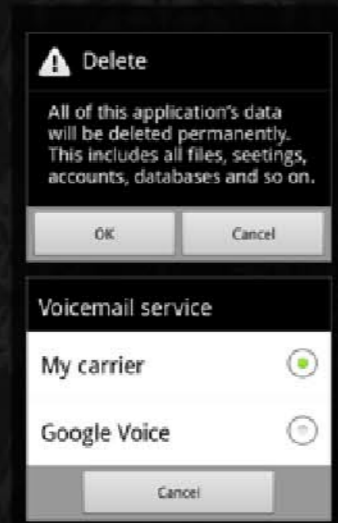 Delete
All of this application's data
will be deleted permanently.
This includes all files, seetings,
accounts, databases and so on.
OK Cancel
Voicemail service
My carrier
Google Voice
Cancel